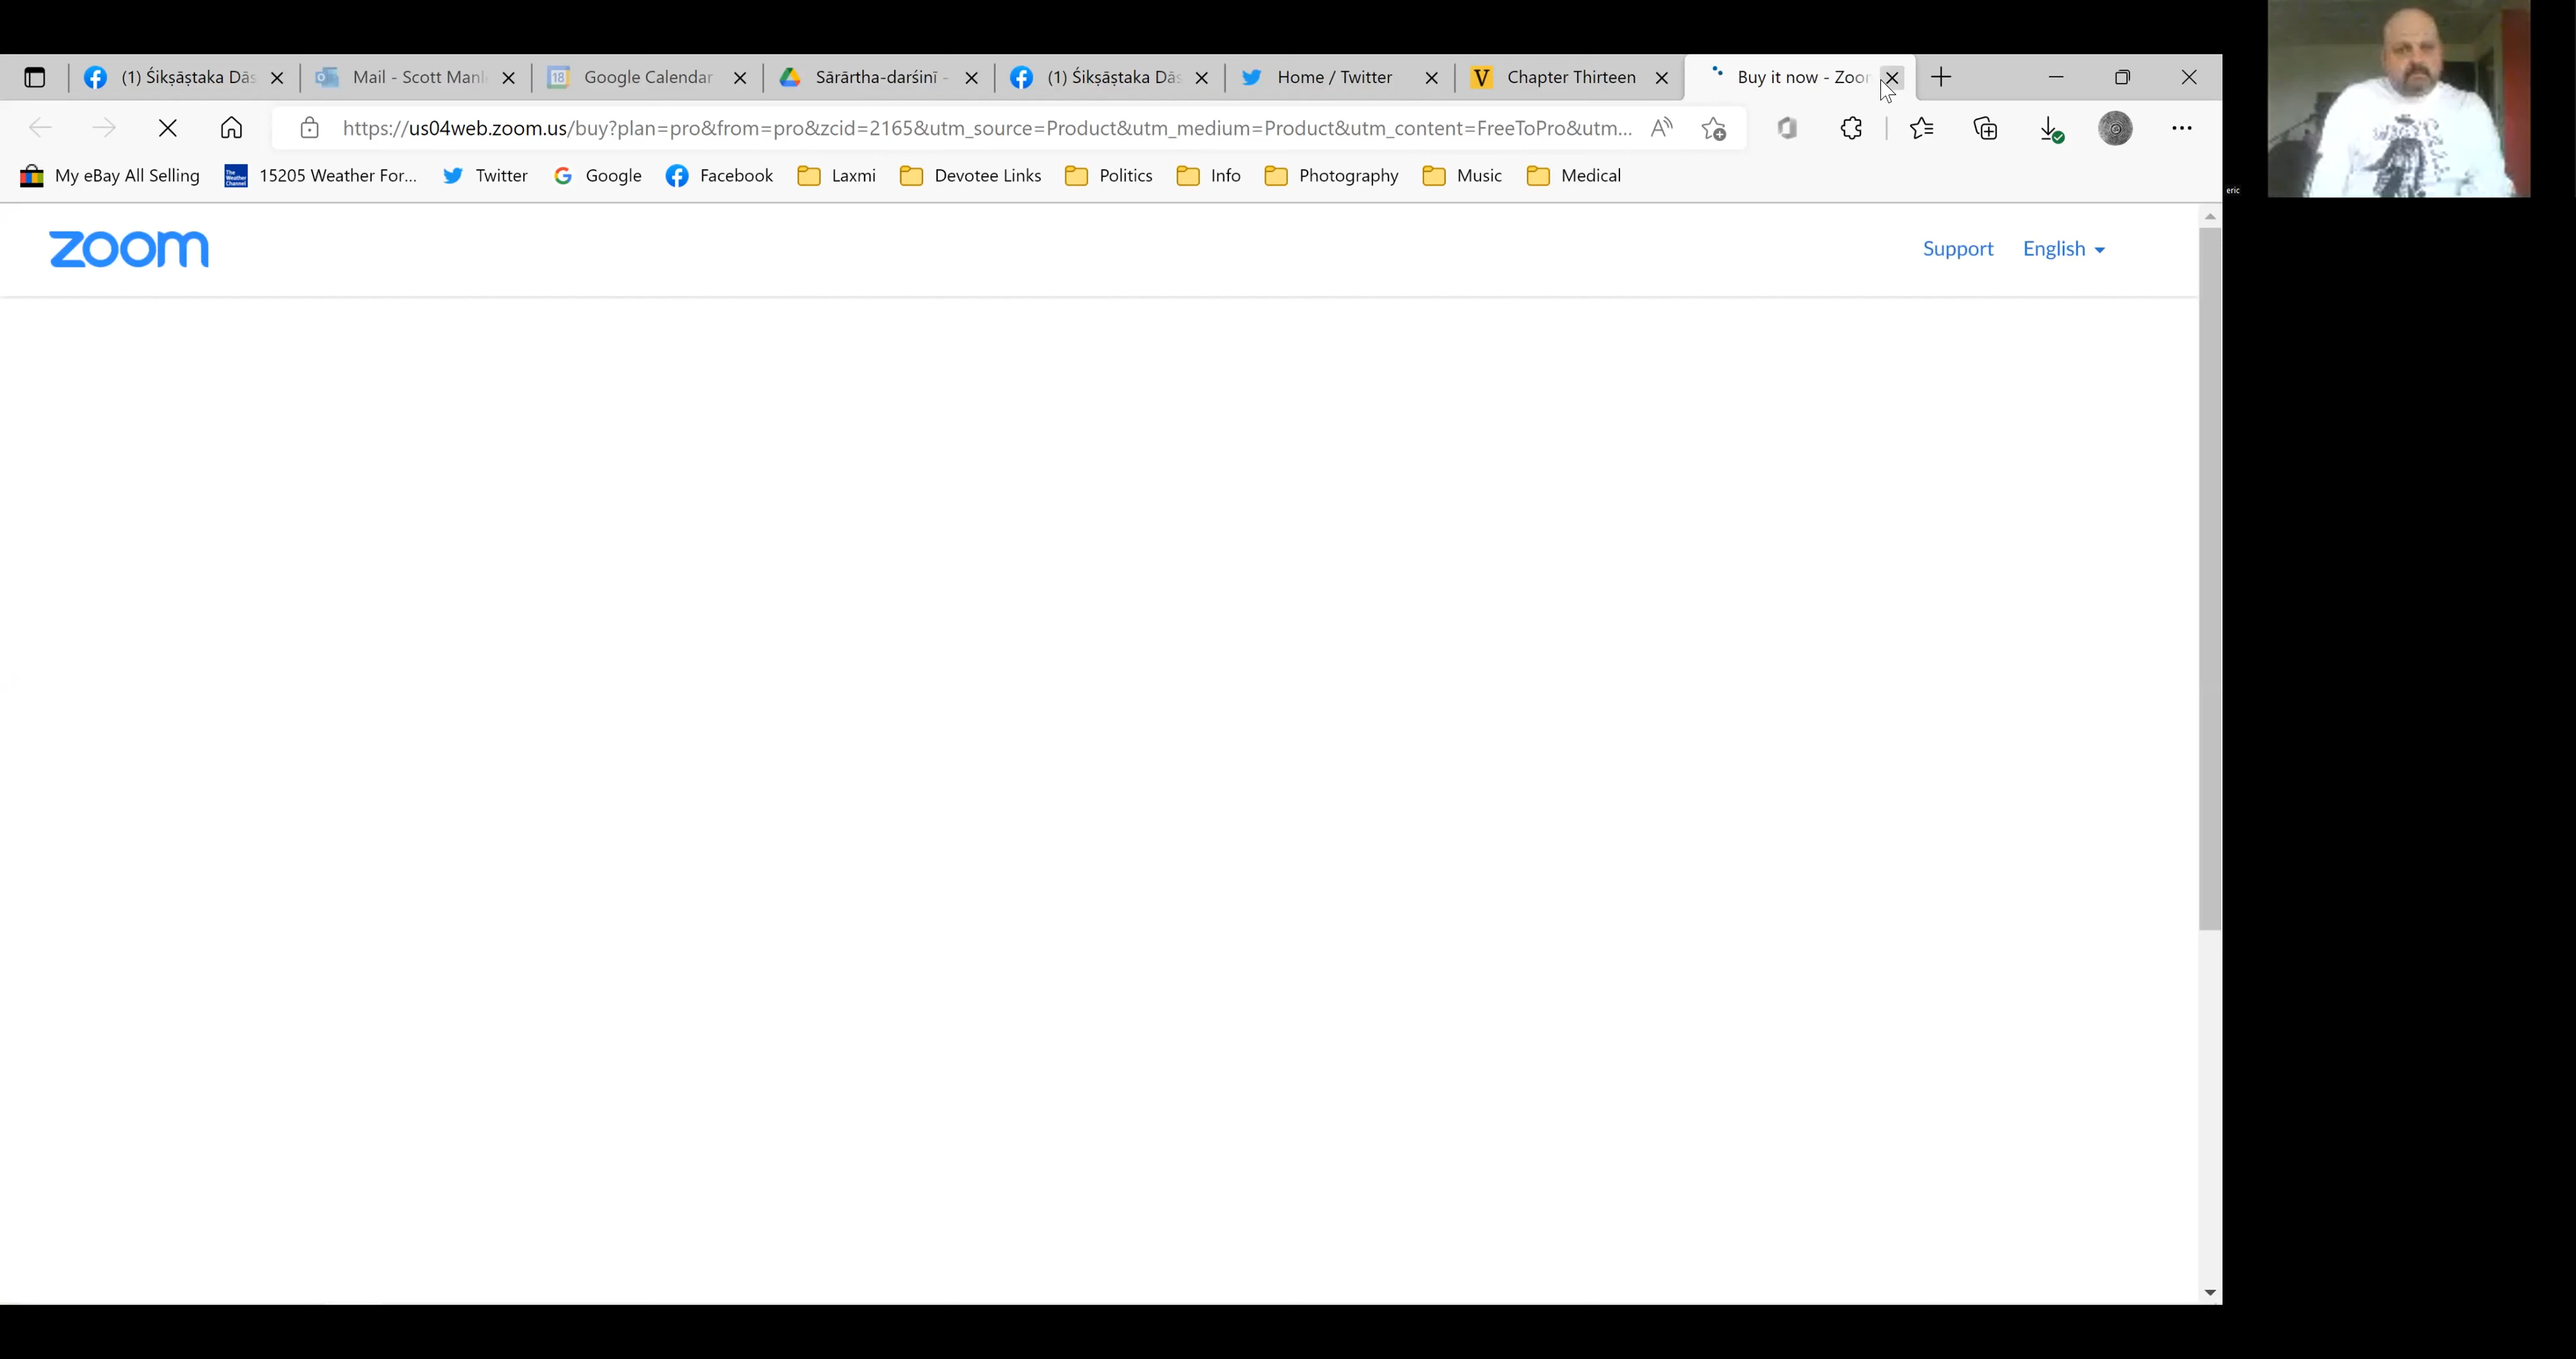 (1) Śikṣāṣṭaka Dās Mail - Scott Manl Google Calendar Sārārtha-darśinī - (1) Śikṣāṣṭaka Dās Home / Twitter Chapter Thirteen Buy it now - Zoom
https://us04web.zoom.us/buy?plan=pro&from=pro&zcid=2165&utm_source=Product&utm_medium=Product&utm_content=FreeToPro&utm...
My eBay All Selling 15205 Weather For... Twitter Google Facebook Laxmi Devotee Links Politics Info Photography Music Medical
eric
zoom Support English